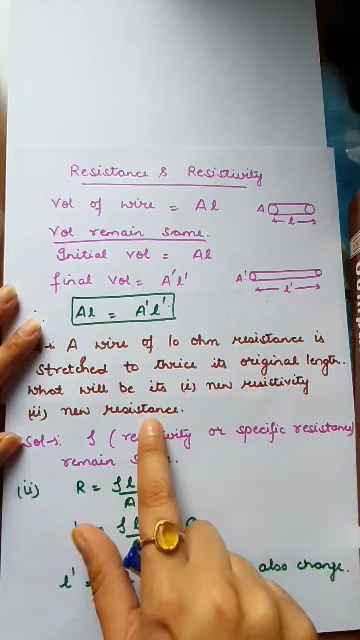 Resistance & Resistivity
Vol of wire = Al
A
← l →
Vol remain same.
Initial vol = Al
final vol = A'l'
A'
← l' →
∴ Al = A'l'
A wire of 10 ohm resistance is
stretched to thrice its original length.
what will be its (i) new resistivity
(ii) new resistance.
Sol-: ρ (resistivity or specific resistance)
remain
(ii) R = ρl/A
l' = also change.